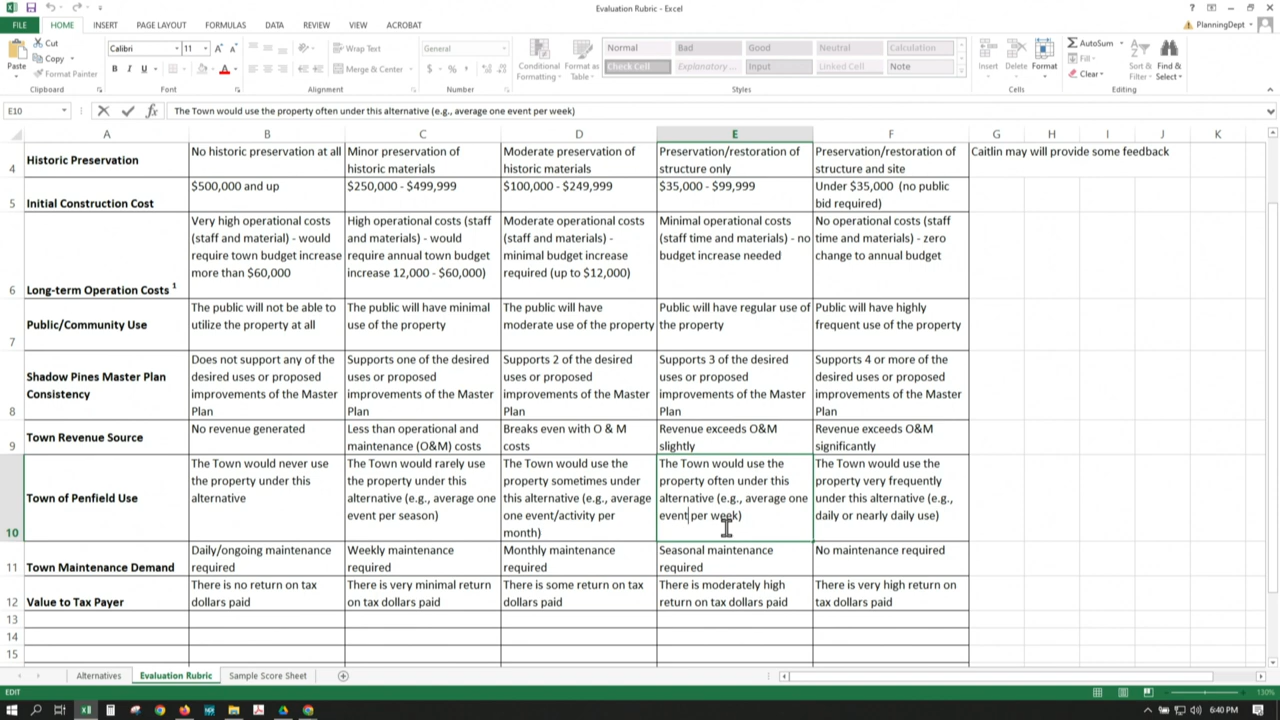 Evaluation Rubric - Excel
FILE HOME INSERT PAGE LAYOUT FORMULAS DATA REVIEW VIEW ACROBAT PlanningDept
Paste
Cut
Copy
Format Painter
Clipboard
Calibri 11
B I U
Font
Wrap Text
Merge & Center
Alignment
General
$ % ,
Number
Conditional Formatting
Format as Table
Normal Bad Good Neutral Calculation
Check Cell Explanatory ... Input Linked Cell Note
Styles
Insert Delete Format
Cells
AutoSum
Fill
Clear
Sort & Filter
Find & Select
Editing
E10
The Town would use the property often under this alternative (e.g., average one event per week)
A B C D E F G H I J K
4
Historic Preservation
No historic preservation at all
Minor preservation of
historic materials
Moderate preservation of
historic materials
Preservation/restoration of
structure only
Preservation/restoration of
structure and site
Caitlin may will provide some feedback
5
Initial Construction Cost
$500,000 and up
$250,000 - $499,999
$100,000 - $249,999
$35,000 - $99,999
Under $35,000 (no public
bid required)
6
Long-term Operation Costs 1
Very high operational costs
(staff and material) - would
require town budget increase
more than $60,000
High operational costs (staff
and materials) - would
require annual town budget
increase 12,000 - $60,000)
Moderate operational costs
(staff and materials) -
minimal budget increase
required (up to $12,000)
Minimal operational costs
(staff time and materials) - no
budget increase needed
No operational costs (staff
time and materials) - zero
change to annual budget
7
Public/Community Use
The public will not be able to
utilize the property at all
The public will have minimal
use of the property
The public will have
moderate use of the property
Public will have regular use of
the property
Public will have highly
frequent use of the property
8
Shadow Pines Master Plan
Consistency
Does not support any of the
desired uses or proposed
improvements of the Master
Plan
Supports one of the desired
uses or proposed
improvements of the Master
Plan
Supports 2 of the desired
uses or proposed
improvements of the Master
Plan
Supports 3 of the desired
uses or proposed
improvements of the Master
Plan
Supports 4 or more of the
desired uses or proposed
improvements of the Master
Plan
9
Town Revenue Source
No revenue generated
Less than operational and
maintenance (O&M) costs
Breaks even with O & M
costs
Revenue exceeds O&M
slightly
Revenue exceeds O&M
significantly
10
Town of Penfield Use
The Town would never use
the property under this
alternative
The Town would rarely use
the property under this
alternative (e.g., average one
event per season)
The Town would use the
property sometimes under
this alternative (e.g., average
one event/activity per
month)
The Town would use the
property often under this
alternative (e.g., average one
event per week)
The Town would use the
property very frequently
under this alternative (e.g.,
daily or nearly daily use)
11
Town Maintenance Demand
Daily/ongoing maintenance
required
Weekly maintenance
required
Monthly maintenance
required
Seasonal maintenance
required
No maintenance required
12
Value to Tax Payer
There is no return on tax
dollars paid
There is very minimal return
on tax dollars paid
There is some return on tax
dollars paid
There is moderately high
return on tax dollars paid
There is very high return on
tax dollars paid
13
14
15
Alternatives Evaluation Rubric Sample Score Sheet
EDIT
130%
6:40 PM